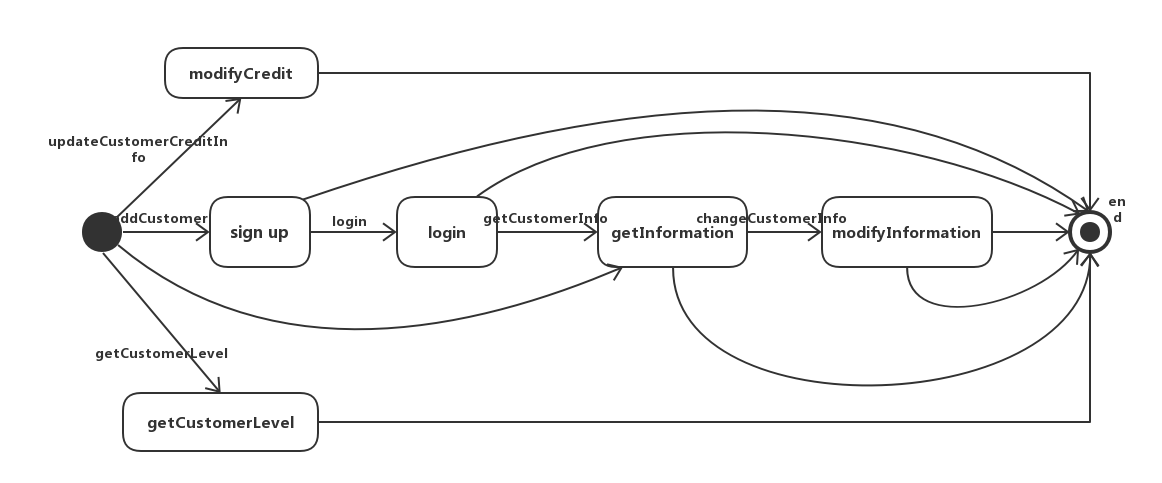 modifyCredit
updateCustomerCreditIn
fo
ddCustomer
sign up
login
login
getCustomerInfo
getInformation
changeCustomerInfo
modifyInformation
en
d
getCustomerLevel
getCustomerLevel